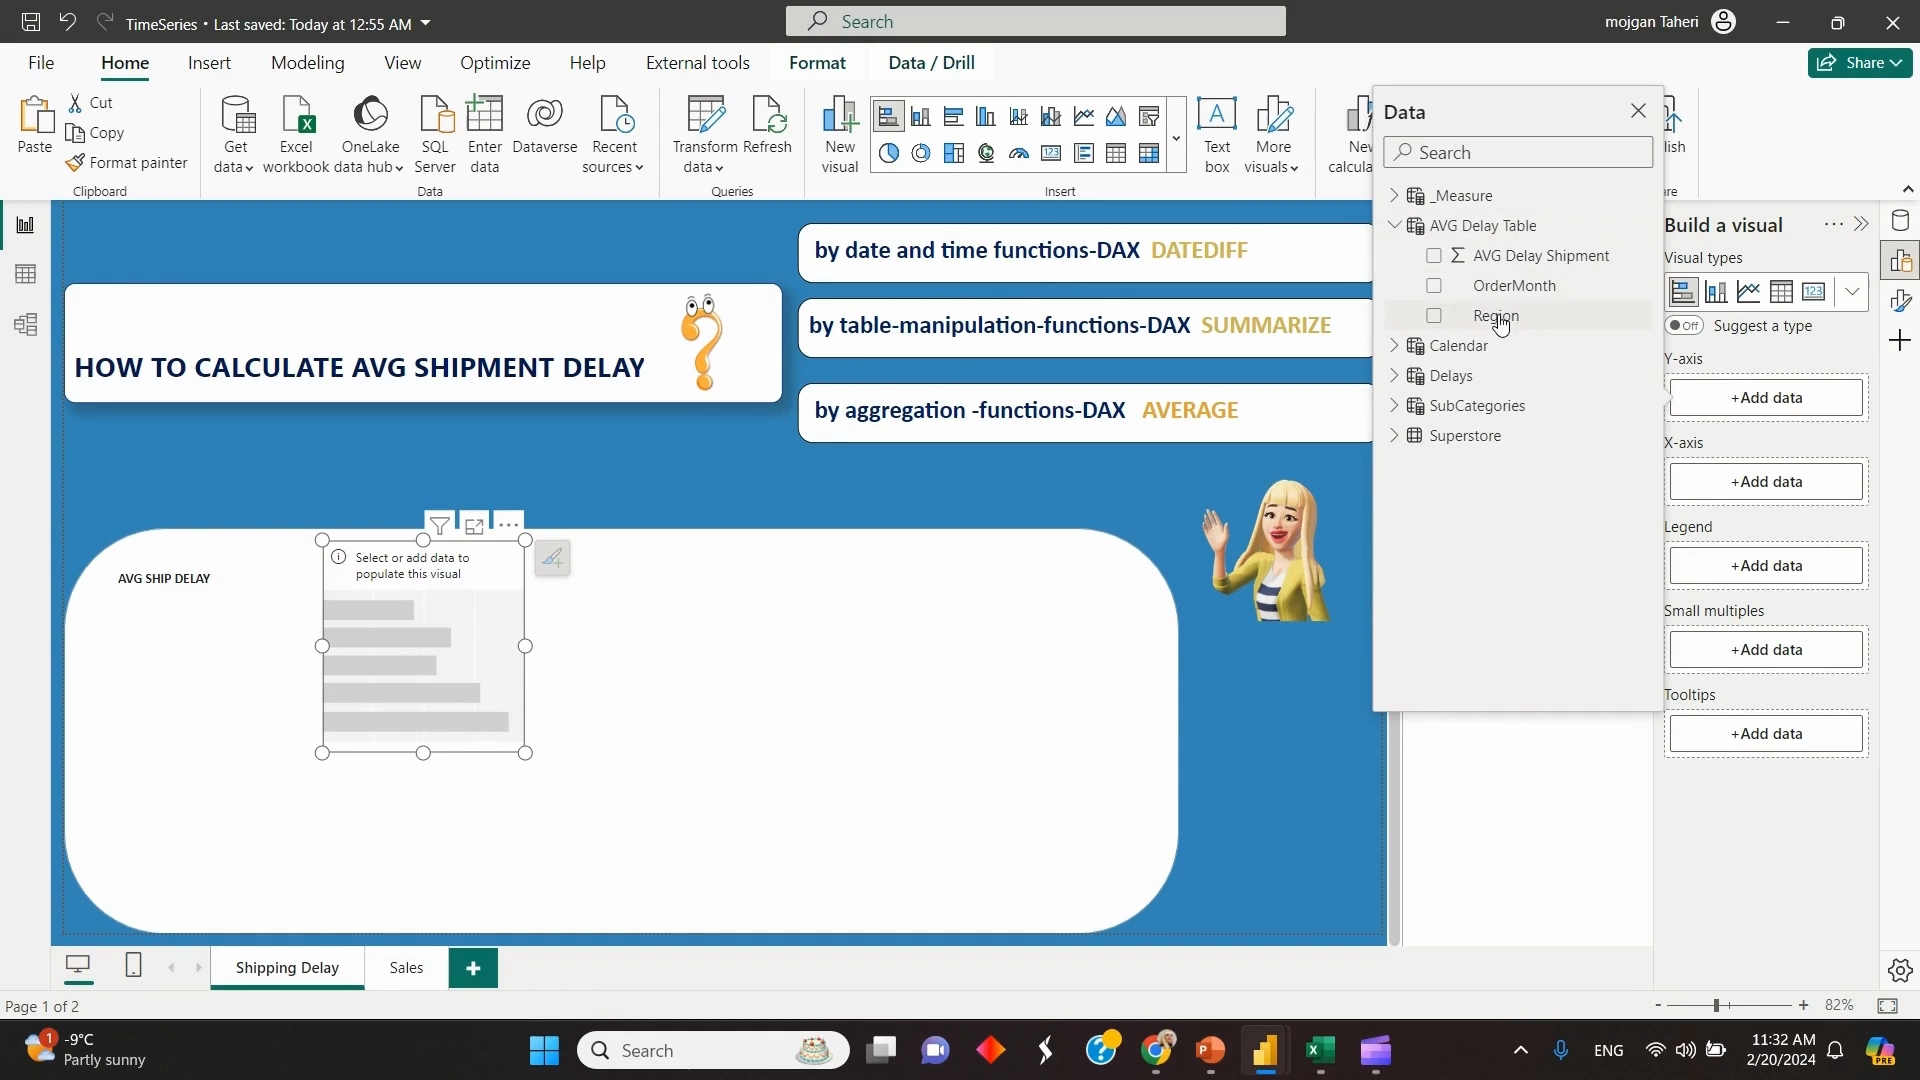 TimeSeries • Last saved: Today at 12:55 AM
Search
mojgan Taheri
File
Home
Insert
Modeling
View
Optimize
Help
External tools
Format
Data / Drill
Share
Paste
Cut
Copy
Format painter
Clipboard
Get data
Excel workbook
OneLake data hub
SQL Server
Enter data
Dataverse
Recent sources
Data
Transform data
Refresh
Queries
New visual
Text box
More visuals
Insert
New
calcula
lish
re
Data
Search
_Measure
AVG Delay Table
AVG Delay Shipment
OrderMonth
Region
Calendar
Delays
SubCategories
Superstore
Build a visual
Visual types
Off Suggest a type
Y-axis
+Add data
X-axis
+Add data
Legend
+Add data
Small multiples
+Add data
Tooltips
+Add data
by date and time functions-DAX DATEDIFF
HOW TO CALCULATE AVG SHIPMENT DELAY
by table-manipulation-functions-DAX SUMMARIZE
by aggregation -functions-DAX AVERAGE
AVG SHIP DELAY
Select or add data to
populate this visual
Shipping Delay
Sales
Page 1 of 2
- + 82%
1
-9°C
Partly sunny
Search
ENG
11:32 AM
2/20/2024
PRE